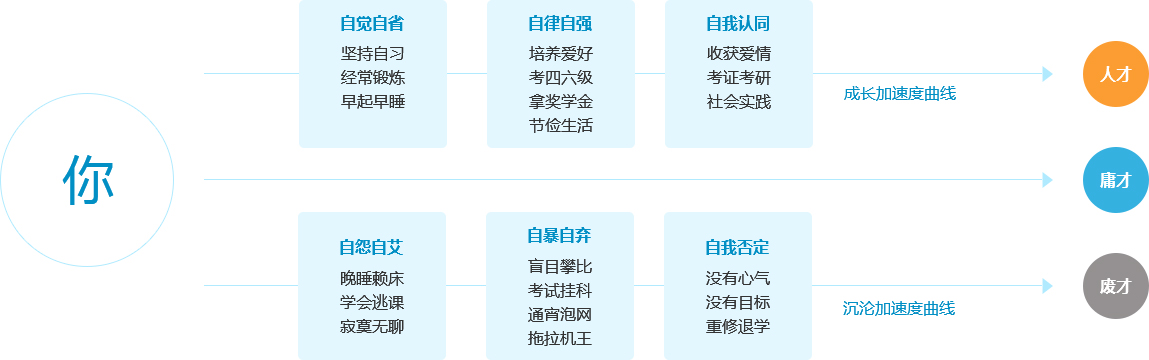 你
自觉自省
坚持自习
经常锻炼
早起早睡
自律自强
培养爱好
考四六级
拿奖学金
节俭生活
自我认同
收获爱情
考证考研
社会实践
成长加速度曲线
人才
庸才
自怨自艾
晚睡赖床
学会逃课
寂寞无聊
自暴自弃
盲目攀比
考试挂科
通宵泡网
拖拉机王
自我否定
没有心气
没有目标
重修退学
沉沦加速度曲线
废才